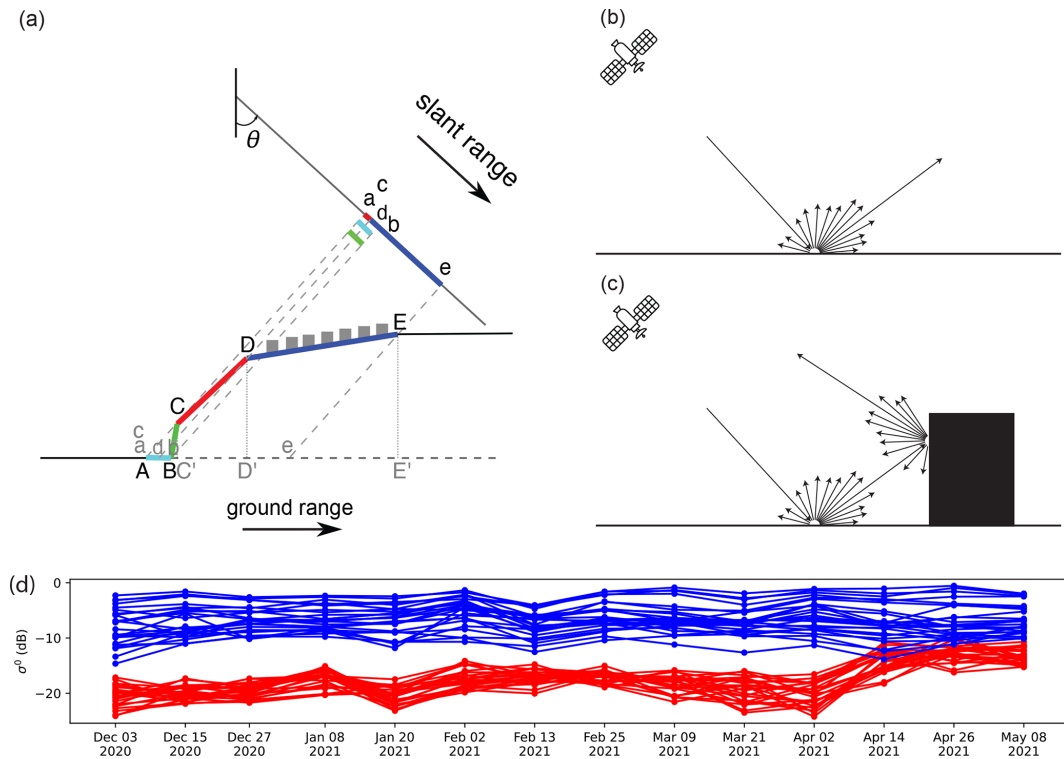 (a)
θ
slant range
c
a
d
b
e
E
D
C
c
a
d
b
e
A
B
C'
D'
E'
ground range
(b)
(c)
(d)
σ⁰ (dB)
0
−10
−20
Dec 03 2020
Dec 15 2020
Dec 27 2020
Jan 08 2021
Jan 20 2021
Feb 02 2021
Feb 13 2021
Feb 25 2021
Mar 09 2021
Mar 21 2021
Apr 02 2021
Apr 14 2021
Apr 26 2021
May 08 2021